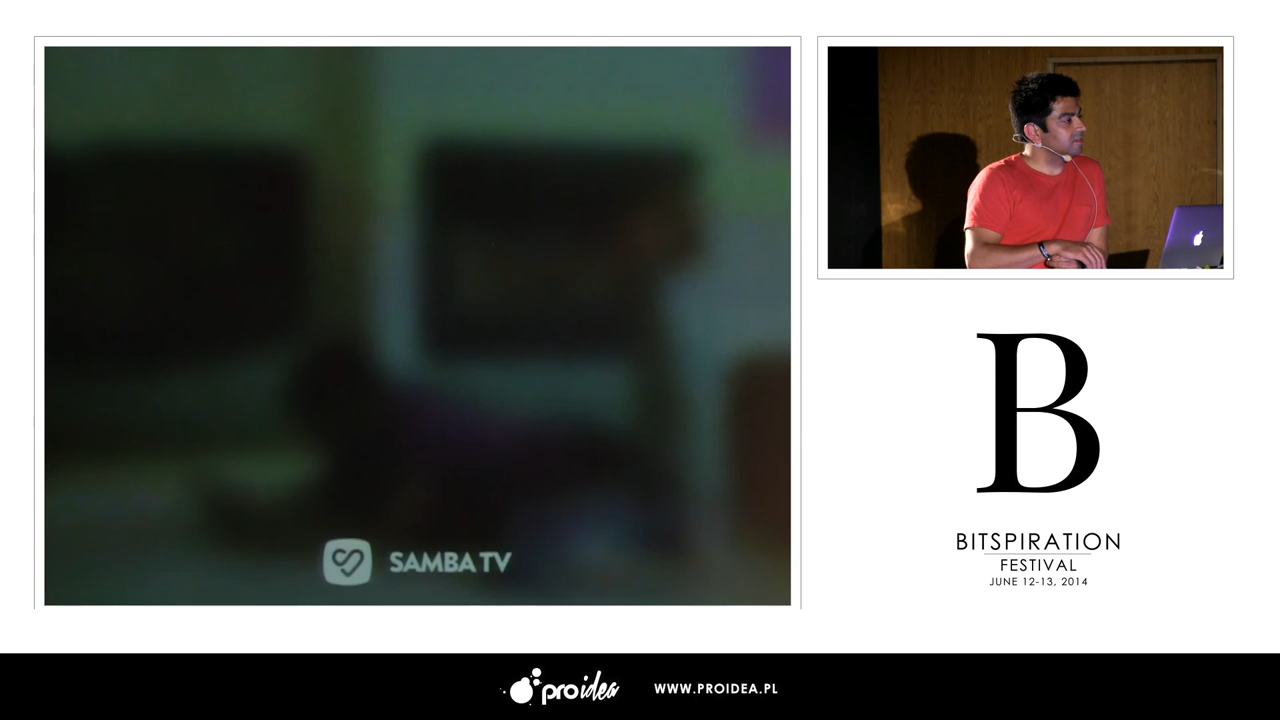 SAMBA TV
B
BITSPIRATION
FESTIVAL
JUNE 12-13, 2014
proidea
WWW.PROIDEA.PL